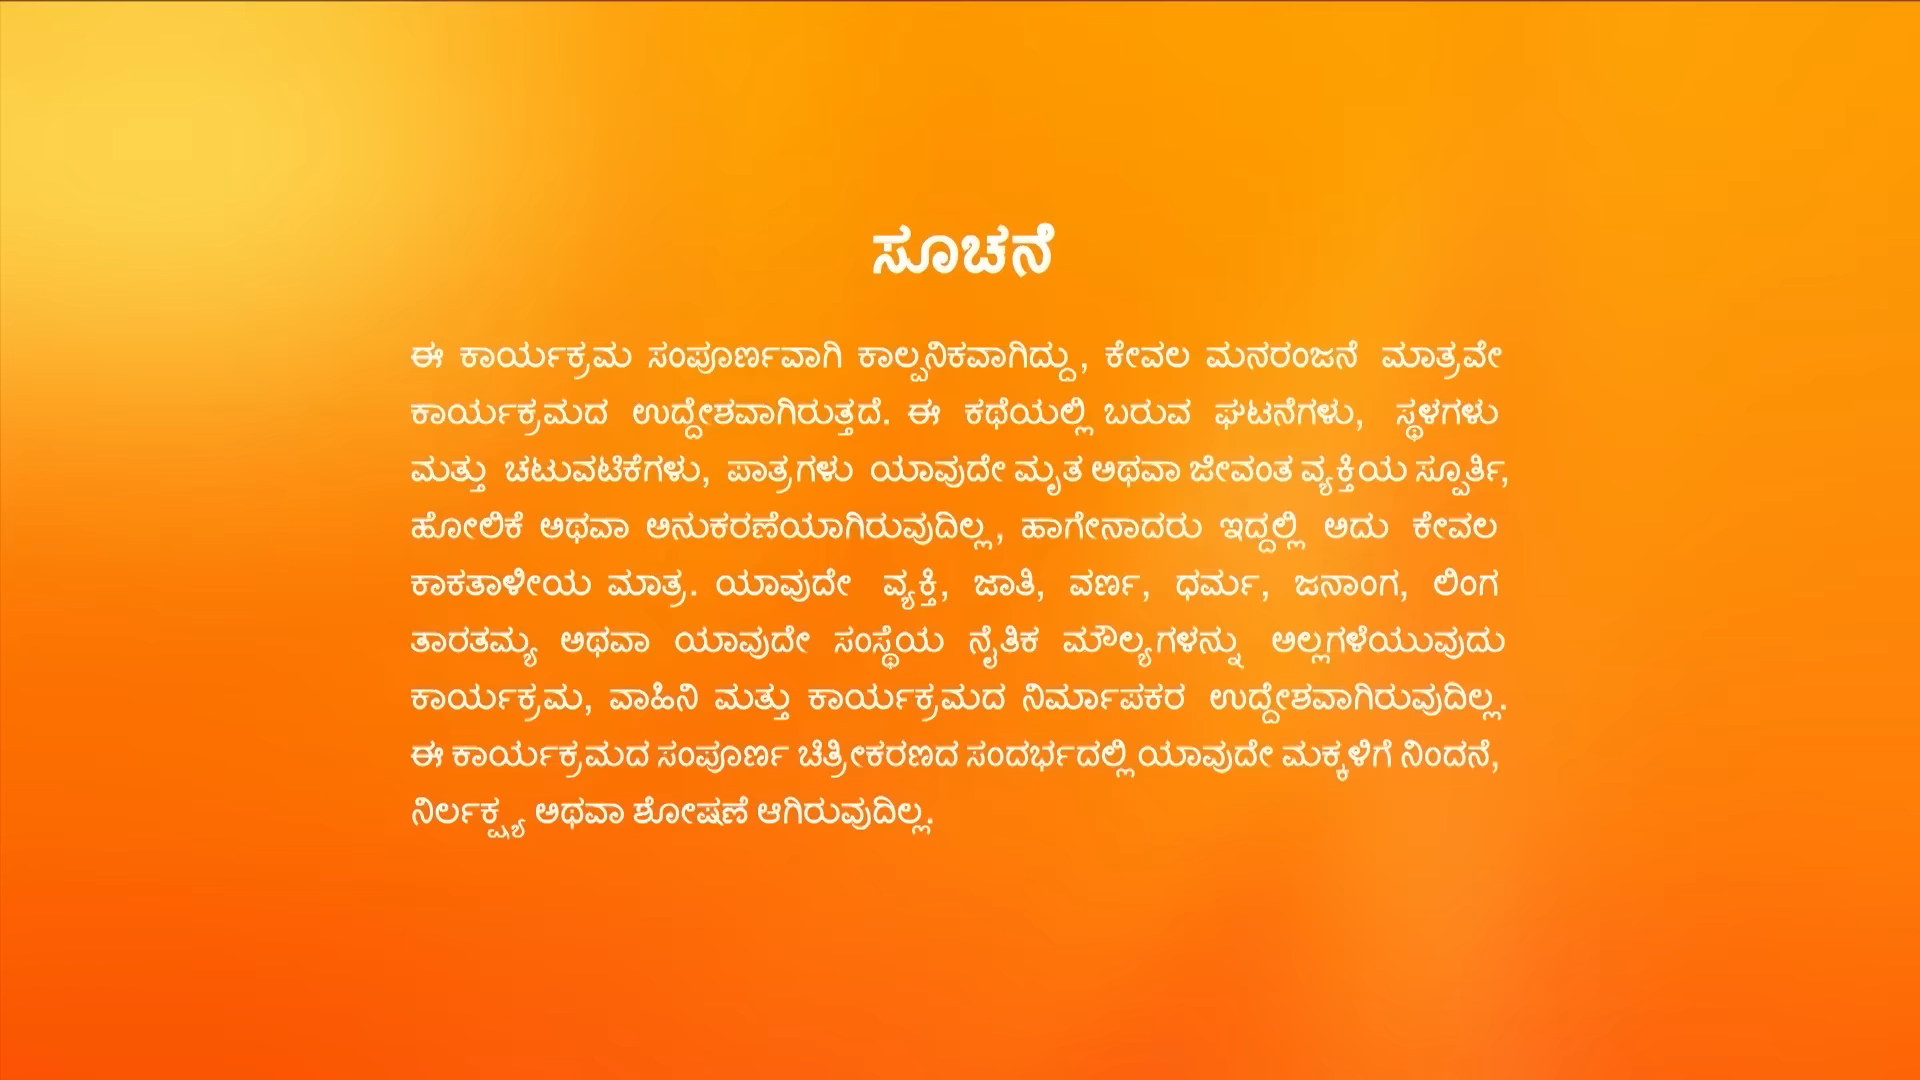 ಸೂಚನೆ
ಈ ಕಾರ್ಯಕ್ರಮ ಸಂಪೂರ್ಣವಾಗಿ ಕಾಲ್ಪನಿಕವಾಗಿದ್ದು, ಕೇವಲ ಮನರಂಜನೆ ಮಾತ್ರವೇ
ಕಾರ್ಯಕ್ರಮದ ಉದ್ದೇಶವಾಗಿರುತ್ತದೆ. ಈ ಕಥೆಯಲ್ಲಿ ಬರುವ ಘಟನೆಗಳು, ಸ್ಥಳಗಳು
ಮತ್ತು ಚಟುವಟಿಕೆಗಳು, ಪಾತ್ರಗಳು ಯಾವುದೇ ಮೃತ ಅಥವಾ ಜೀವಂತ ವ್ಯಕ್ತಿಯ ಸ್ಪೂರ್ತಿ,
ಹೋಲಿಕೆ ಅಥವಾ ಅನುಕರಣೆಯಾಗಿರುವುದಿಲ್ಲ, ಹಾಗೇನಾದರು ಇದ್ದಲ್ಲಿ ಅದು ಕೇವಲ
ಕಾಕತಾಳೀಯ ಮಾತ್ರ. ಯಾವುದೇ ವ್ಯಕ್ತಿ, ಜಾತಿ, ವರ್ಣ, ಧರ್ಮ, ಜನಾಂಗ, ಲಿಂಗ
ತಾರತಮ್ಯ ಅಥವಾ ಯಾವುದೇ ಸಂಸ್ಥೆಯ ನೈತಿಕ ಮೌಲ್ಯಗಳನ್ನು ಅಲ್ಲಗಳೆಯುವುದು
ಕಾರ್ಯಕ್ರಮ, ವಾಹಿನಿ ಮತ್ತು ಕಾರ್ಯಕ್ರಮದ ನಿರ್ಮಾಪಕರ ಉದ್ದೇಶವಾಗಿರುವುದಿಲ್ಲ.
ಈ ಕಾರ್ಯಕ್ರಮದ ಸಂಪೂರ್ಣ ಚಿತ್ರೀಕರಣದ ಸಂದರ್ಭದಲ್ಲಿ ಯಾವುದೇ ಮಕ್ಕಳಿಗೆ ನಿಂದನೆ,
ನಿರ್ಲಕ್ಷ್ಯ ಅಥವಾ ಶೋಷಣೆ ಆಗಿರುವುದಿಲ್ಲ.